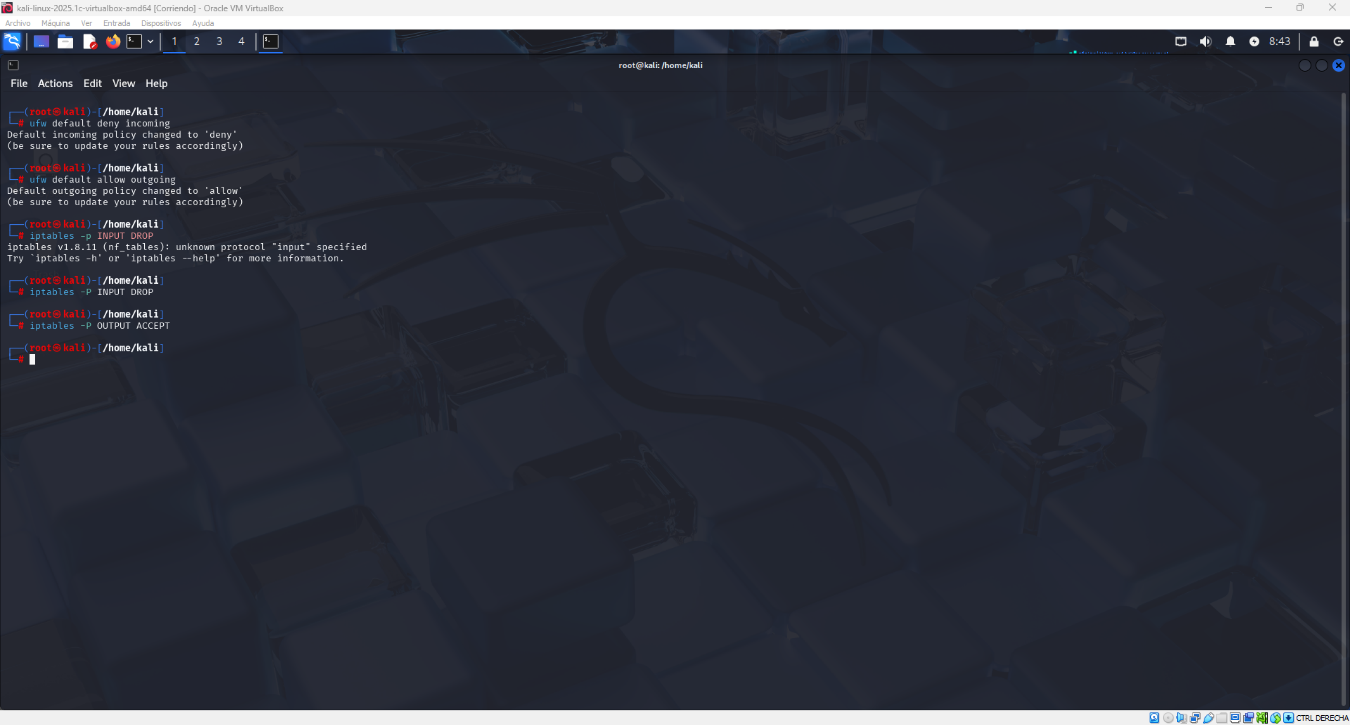 kali-linux-2025.1c-virtualbox-amd64 [Corriendo] - Oracle VM VirtualBox
Archivo Máquina Ver Entrada Dispositivos Ayuda
1 2 3 4 8:43
root@kali: /home/kali
File Actions Edit View Help
┌──(root㉿kali)-[/home/kali]
└─# ufw default deny incoming
Default incoming policy changed to 'deny'
(be sure to update your rules accordingly)
┌──(root㉿kali)-[/home/kali]
└─# ufw default allow outgoing
Default outgoing policy changed to 'allow'
(be sure to update your rules accordingly)
┌──(root㉿kali)-[/home/kali]
└─# iptables -p INPUT DROP
iptables v1.8.11 (nf_tables): unknown protocol "input" specified
Try `iptables -h' or 'iptables --help' for more information.
┌──(root㉿kali)-[/home/kali]
└─# iptables -P INPUT DROP
┌──(root㉿kali)-[/home/kali]
└─# iptables -P OUTPUT ACCEPT
┌──(root㉿kali)-[/home/kali]
└─#
CTRL DERECHA